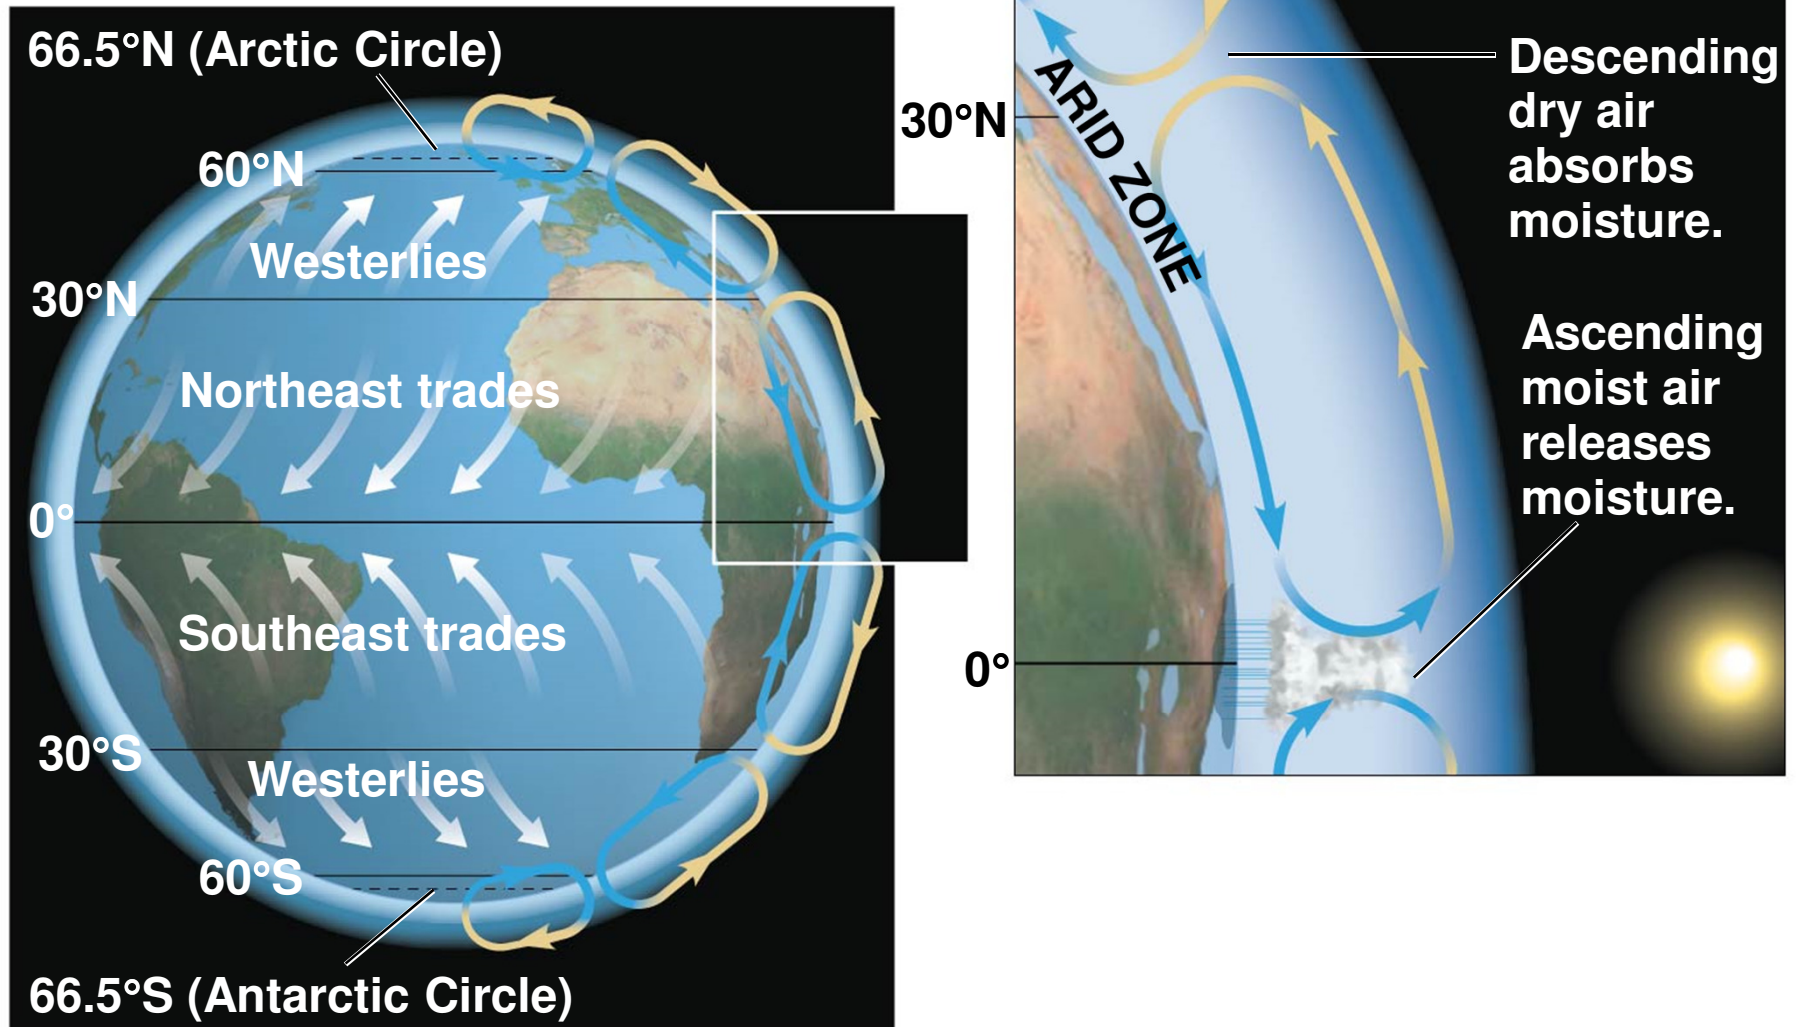 66.5°N (Arctic Circle)
60°N
Westerlies
30°N
Northeast trades
0°
Southeast trades
30°S
Westerlies
60°S
66.5°S (Antarctic Circle)
30°N
ARID ZONE
0°
Descending
dry air
absorbs
moisture.
Ascending
moist air
releases
moisture.